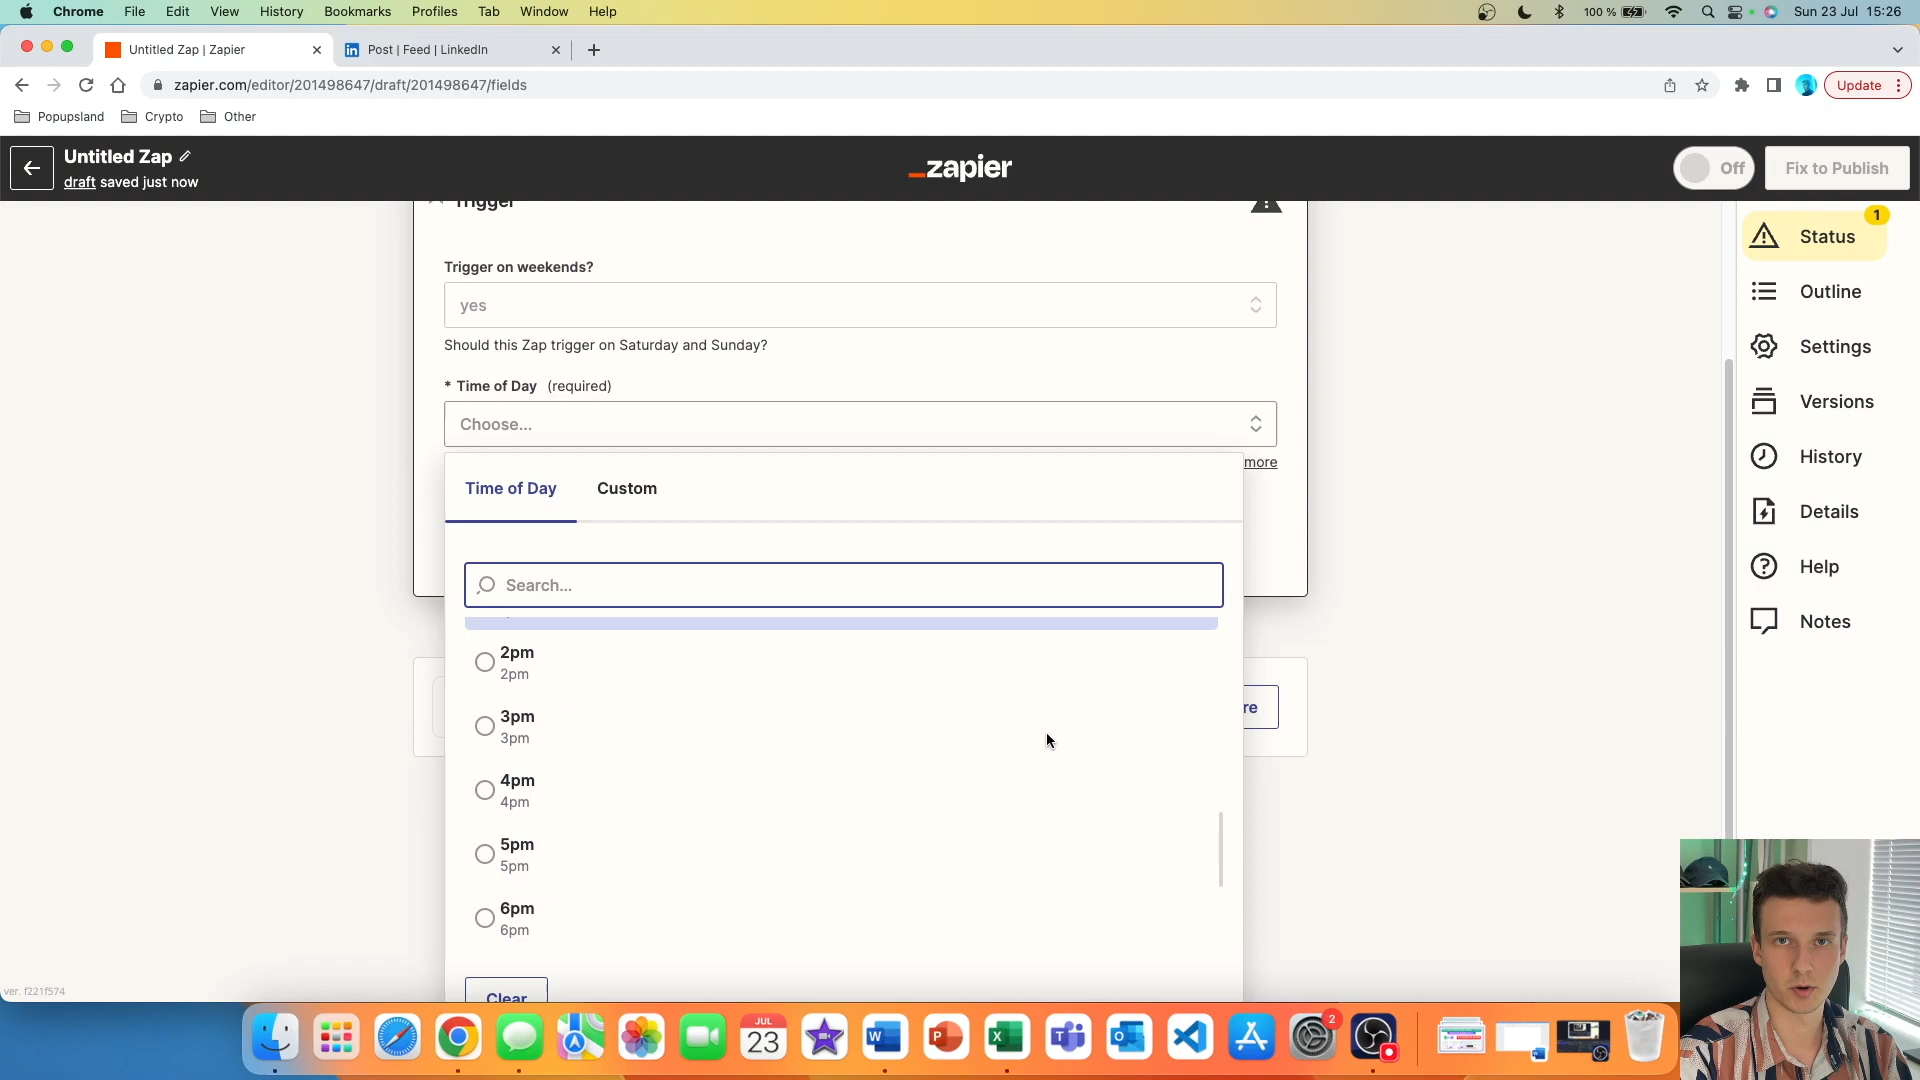 Chrome File Edit View History Bookmarks Profiles Tab Window Help
100 % Sun 23 Jul 15:26
Untitled Zap | Zapier
Post | Feed | LinkedIn
zapier.com/editor/201498647/draft/201498647/fields
Update
Popupsland Crypto Other
Untitled Zap
draft saved just now
_zapier
Off
Fix to Publish
Trigger
Trigger on weekends?
yes
Should this Zap trigger on Saturday and Sunday?
* Time of Day (required)
Choose...
more
Time of Day Custom
Search...
2pm
2pm
3pm
3pm
4pm
4pm
5pm
5pm
6pm
6pm
Clear
re
1
Status
Outline
Settings
Versions
History
Details
Help
Notes
ver. f221f574
JUL
23
W
P
X
T
O
2
W